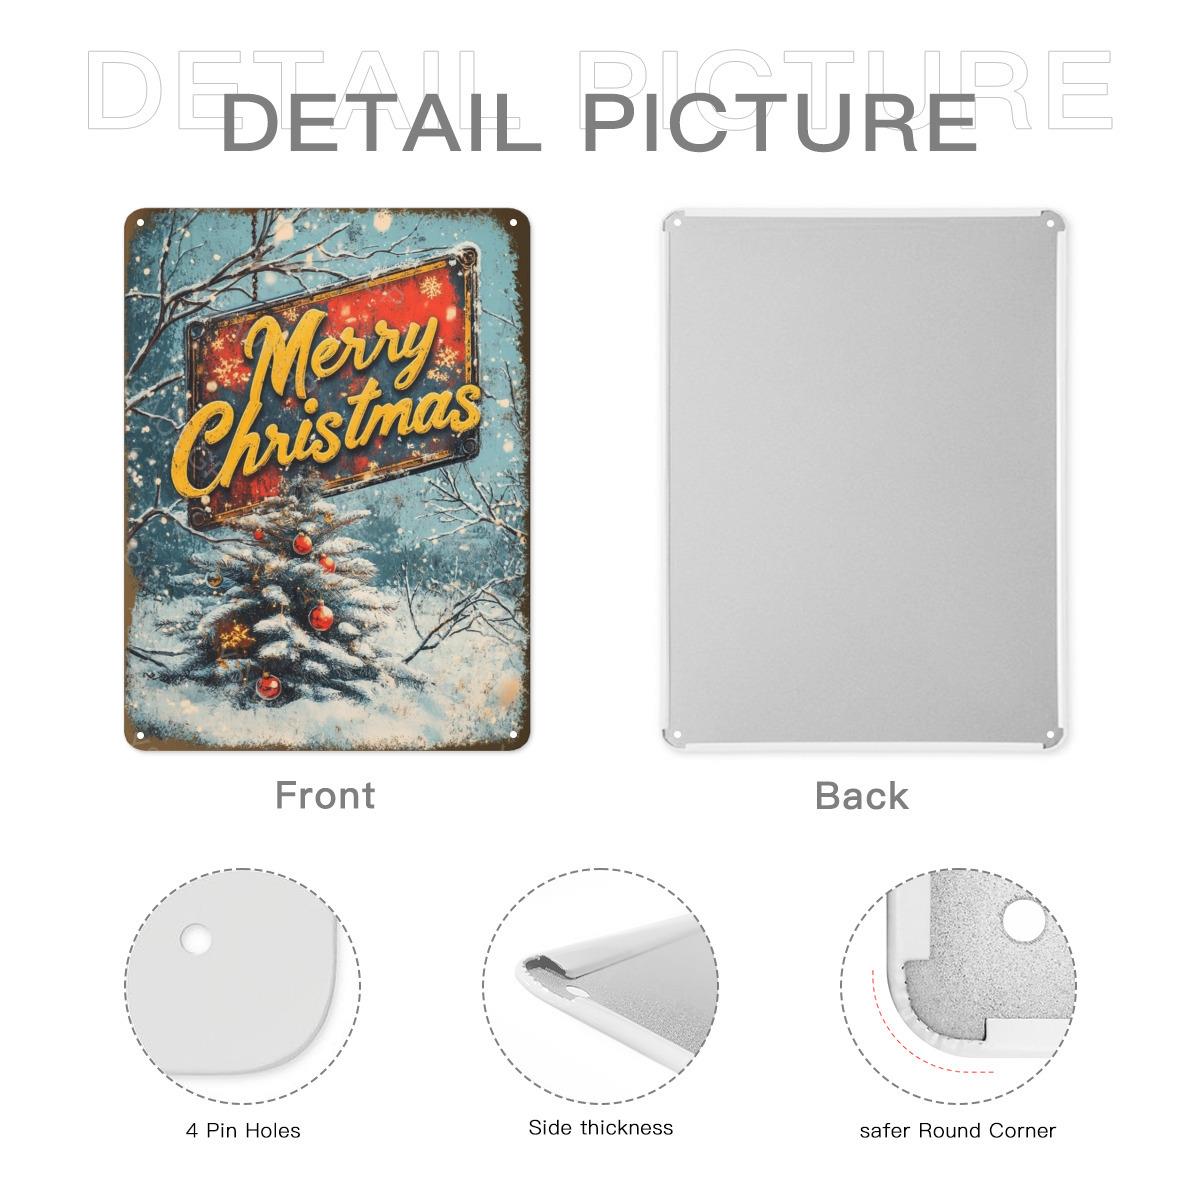 DETAIL PICTURE
DETAIL PICTURE
Merry
Christmas
Front
Back
4 Pin Holes
Side thickness
safer Round Corner